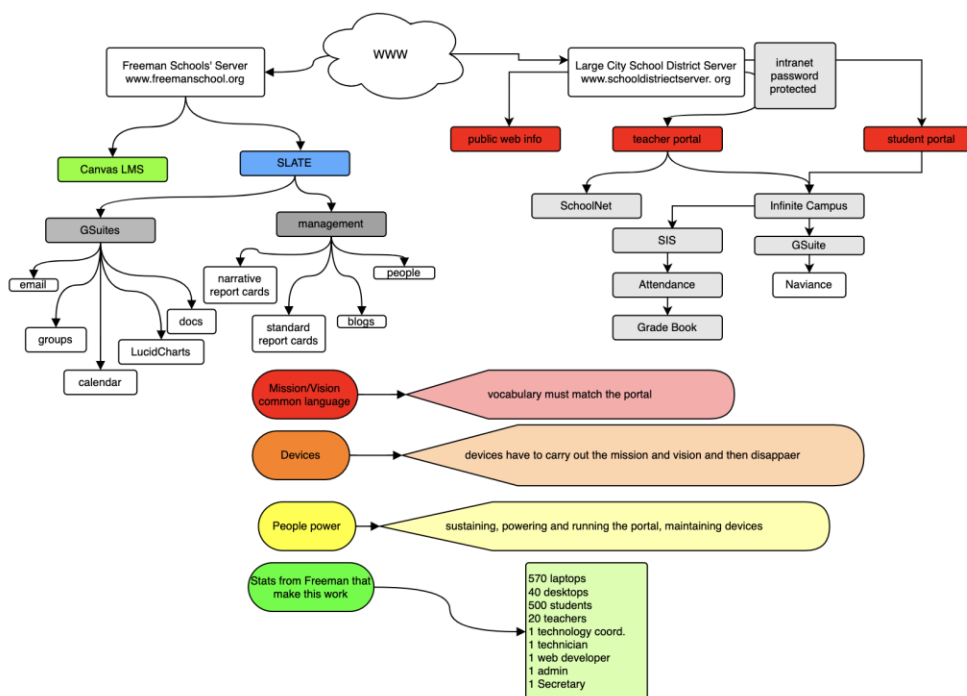 WWW
Freeman Schools' Server
www.freemanschool.org
Large City School District Server
www.schooldistriectserver. org
intranet
password
protected
public web info
teacher portal
student portal
Canvas LMS
SLATE
SchoolNet
Infinite Campus
GSuites
management
SIS
GSuite
email
narrative
report cards
people
Attendance
Naviance
docs
blogs
groups
standard
report cards
Grade Book
LucidCharts
calendar
Mission/Vision
common language
vocabulary must match the portal
Devices
devices have to carry out the mission and vision and then disappaer
People power
sustaining, powering and running the portal, maintaining devices
Stats from Freeman that
make this work
570 laptops
40 desktops
500 students
20 teachers
1 technology coord.
1 technician
1 web developer
1 admin
1 Secretary